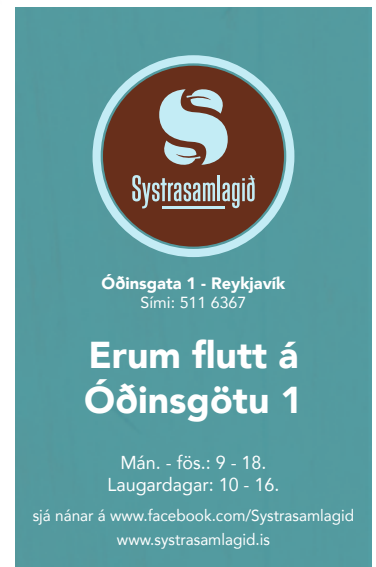 Systrasamlagið
Óðinsgata 1 - Reykjavík
Sími: 511 6367
Erum flutt á
Óðinsgötu 1
Mán. - fös.: 9 - 18.
Laugardagar: 10 - 16.
sjá nánar á www.facebook.com/Systrasamlagid
www.systrasamlagid.is